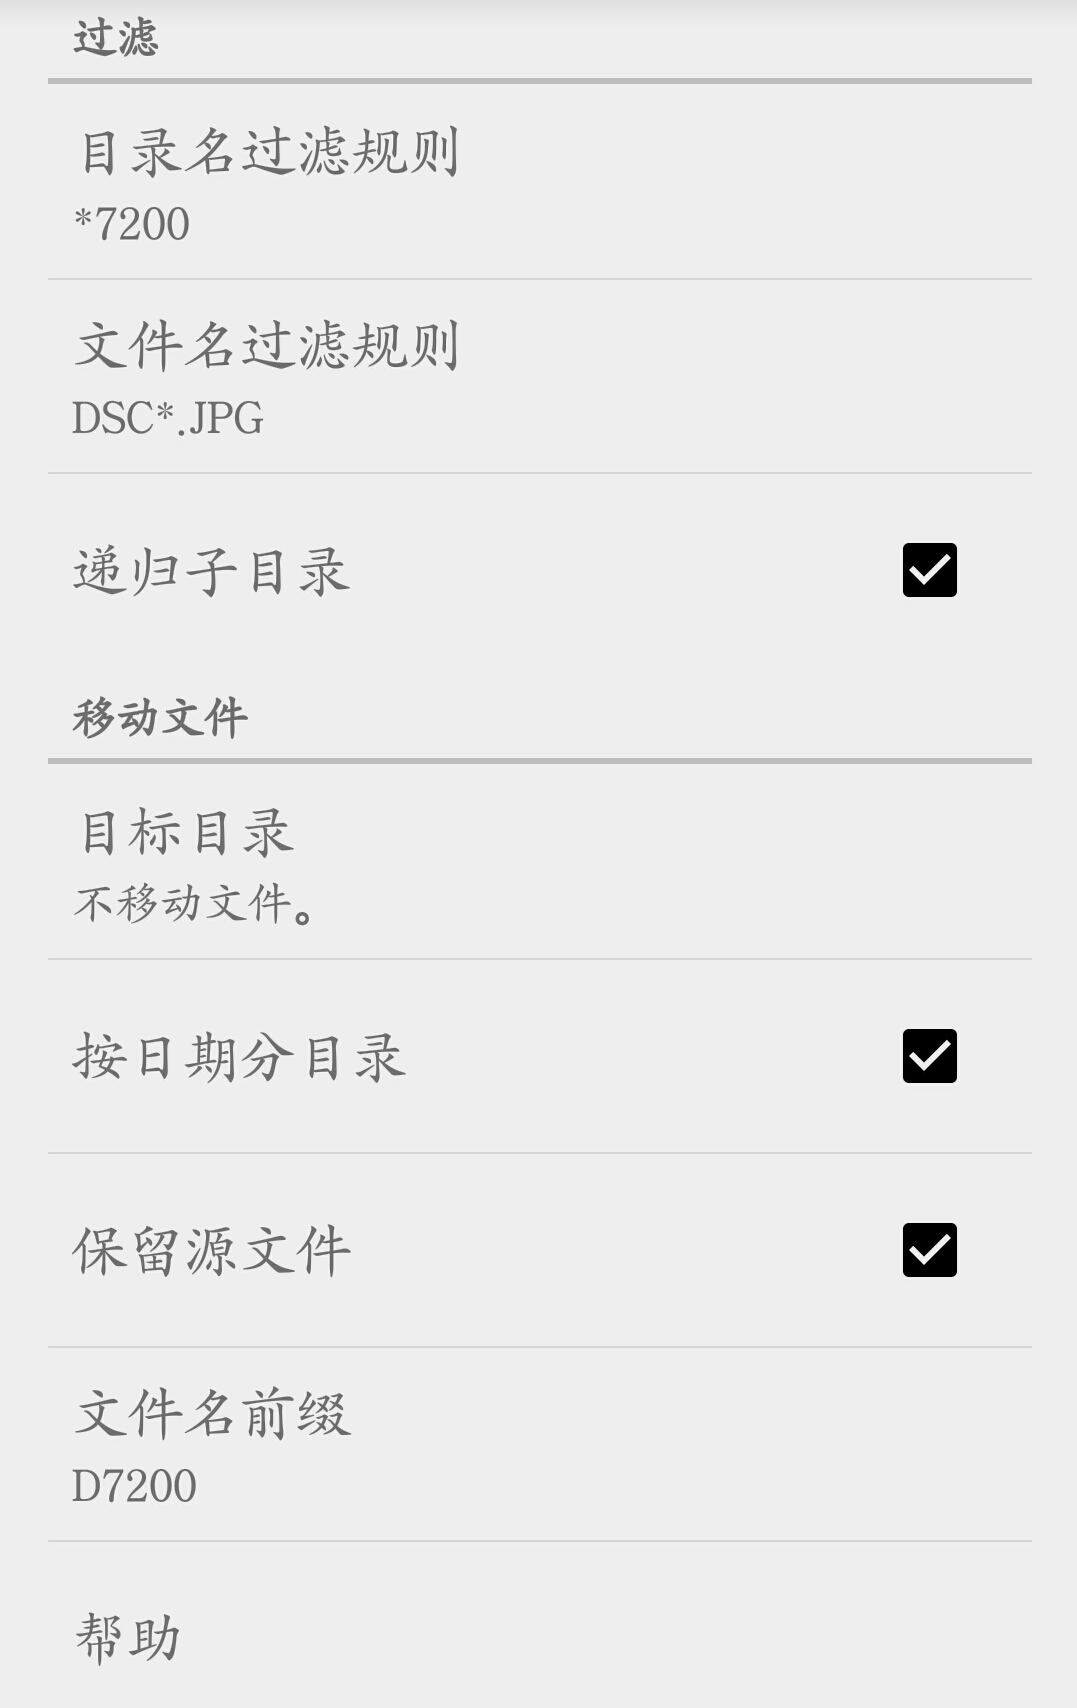 过滤
目录名过滤规则
*7200
文件名过滤规则
DSC*.JPG
递归子目录
移动文件
目标目录
不移动文件。
按日期分目录
保留源文件
文件名前缀
D7200
帮助